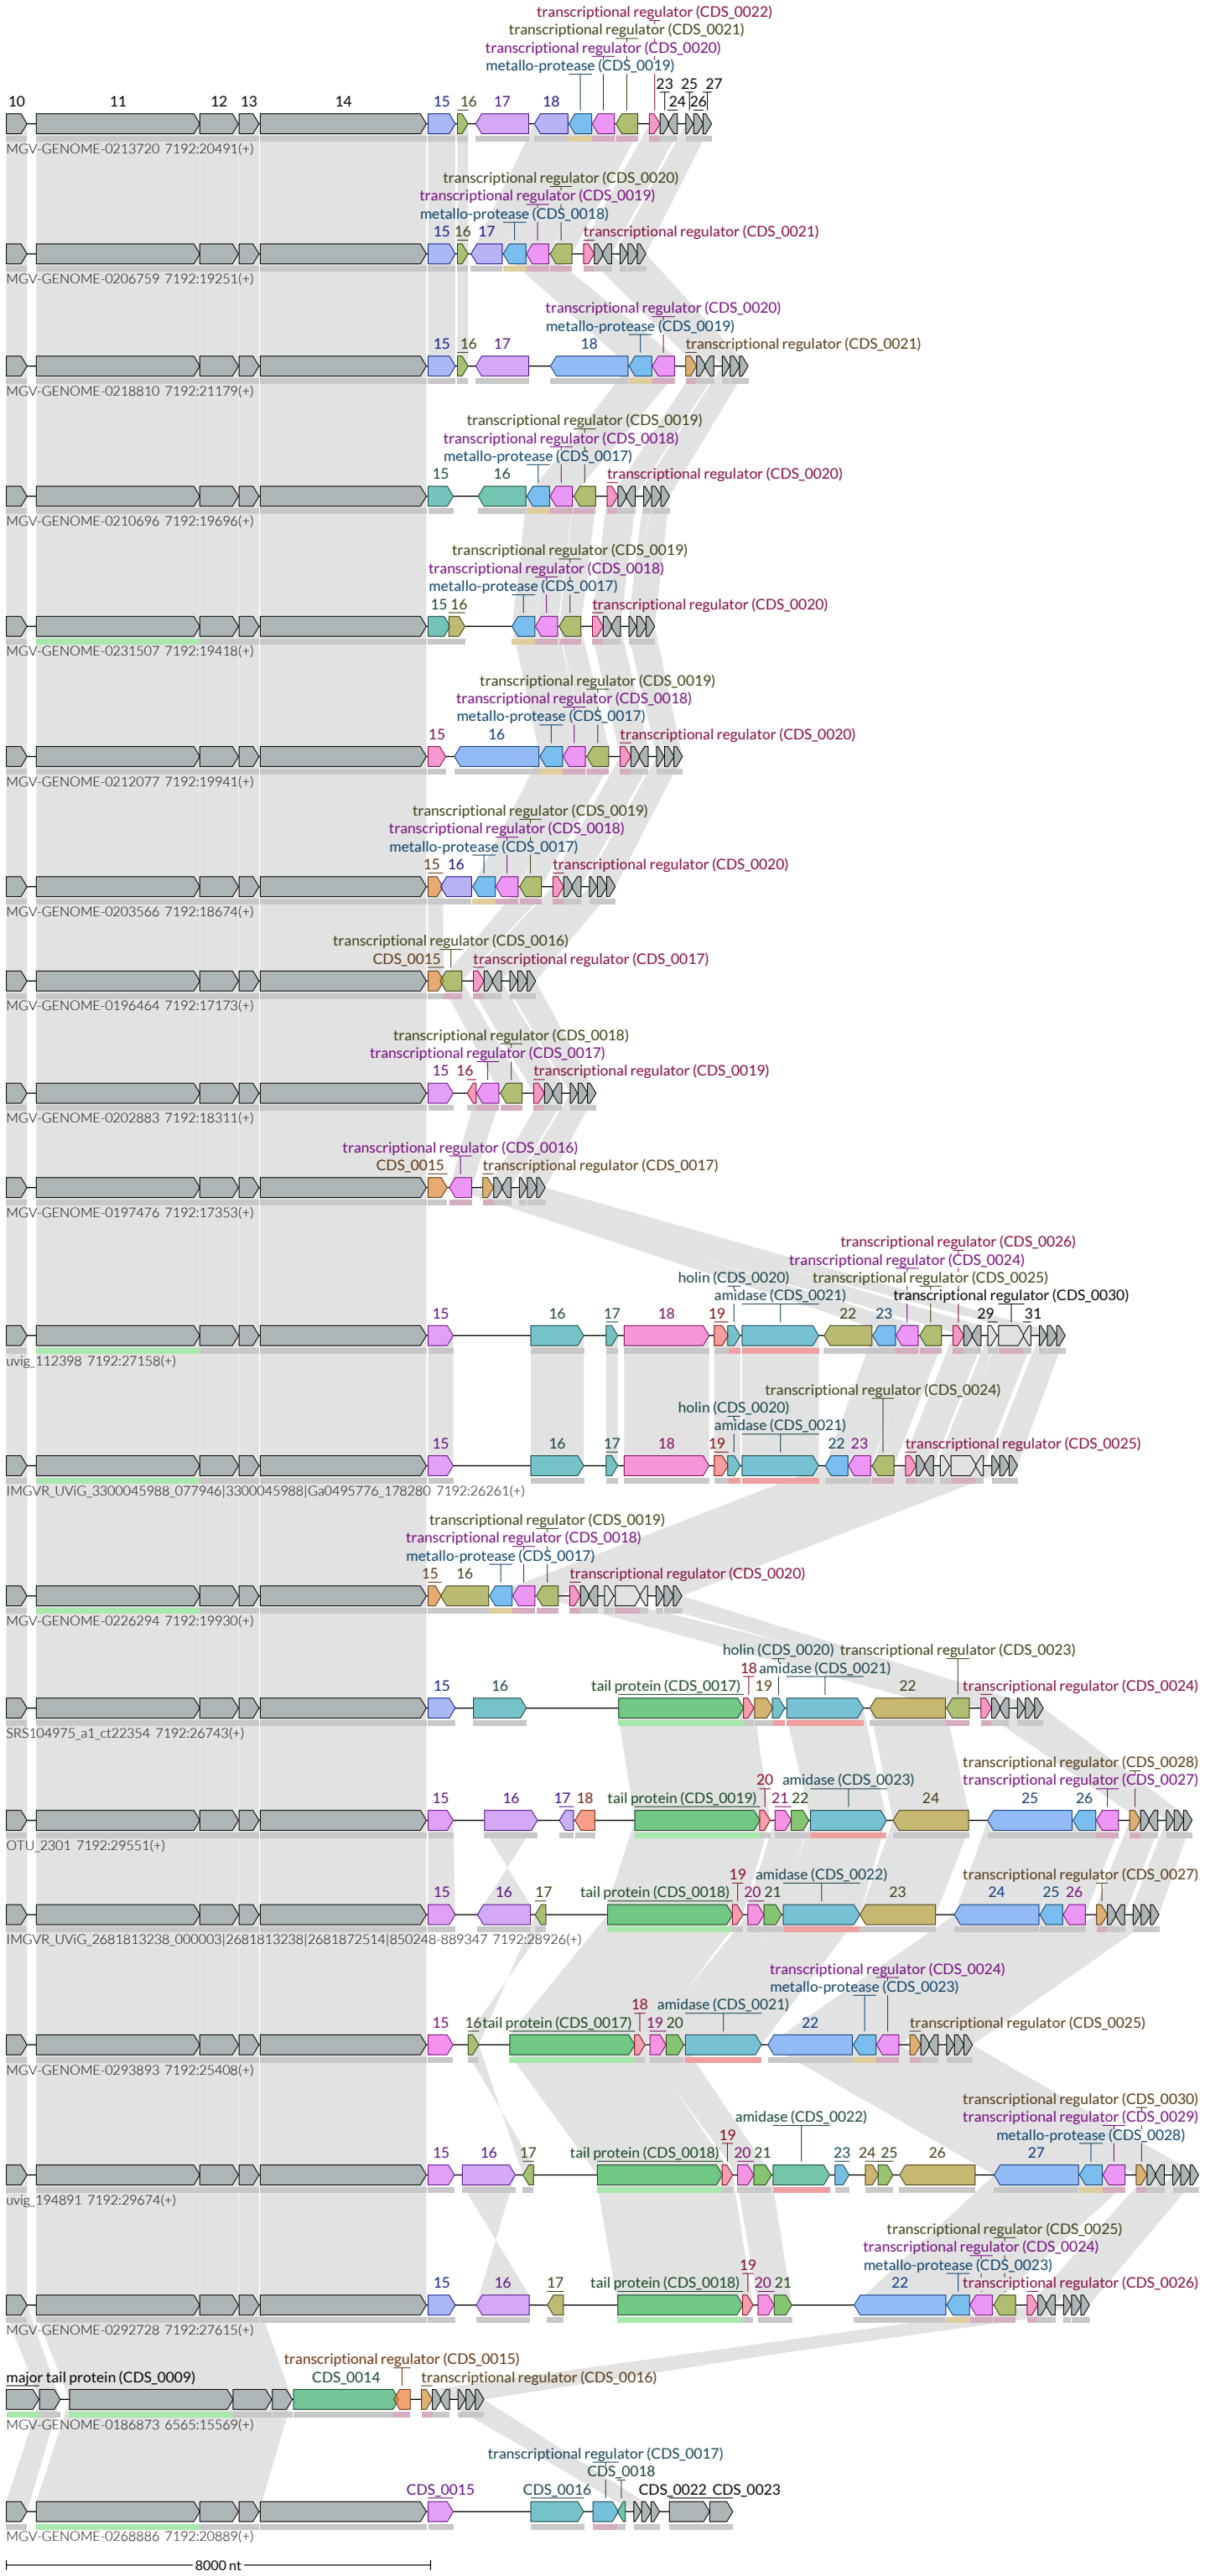 transcriptional regulator (CDS_0022)
transcriptional regulator (CDS_0021)
transcriptional regulator (CDS_0020)
metallo-protease (CDS_0019)
23 25 27
10 11 12 13 14 15 16 17 18 24 26
MGV-GENOME-0213720 7192:20491(+)
transcriptional regulator (CDS_0020)
transcriptional regulator (CDS_0019)
metallo-protease (CDS_0018)
15 16 17 transcriptional regulator (CDS_0021)
MGV-GENOME-0206759 7192:19251(+)
transcriptional regulator (CDS_0020)
metallo-protease (CDS_0019)
15 16 17 18 transcriptional regulator (CDS_0021)
MGV-GENOME-0218810 7192:21179(+)
transcriptional regulator (CDS_0019)
transcriptional regulator (CDS_0018)
metallo-protease (CDS_0017)
15 16 transcriptional regulator (CDS_0020)
MGV-GENOME-0210696 7192:19696(+)
transcriptional regulator (CDS_0019)
transcriptional regulator (CDS_0018)
metallo-protease (CDS_0017)
15 16 transcriptional regulator (CDS_0020)
MGV-GENOME-0231507 7192:19418(+)
transcriptional regulator (CDS_0019)
transcriptional regulator (CDS_0018)
metallo-protease (CDS_0017)
15 16 transcriptional regulator (CDS_0020)
MGV-GENOME-0212077 7192:19941(+)
transcriptional regulator (CDS_0019)
transcriptional regulator (CDS_0018)
metallo-protease (CDS_0017)
15 16 transcriptional regulator (CDS_0020)
MGV-GENOME-0203566 7192:18674(+)
transcriptional regulator (CDS_0016)
CDS_0015 transcriptional regulator (CDS_0017)
MGV-GENOME-0196464 7192:17173(+)
transcriptional regulator (CDS_0018)
transcriptional regulator (CDS_0017)
15 16 transcriptional regulator (CDS_0019)
MGV-GENOME-0202883 7192:18311(+)
transcriptional regulator (CDS_0016)
CDS_0015 transcriptional regulator (CDS_0017)
MGV-GENOME-0197476 7192:17353(+)
transcriptional regulator (CDS_0026)
transcriptional regulator (CDS_0024)
holin (CDS_0020) transcriptional regulator (CDS_0025)
amidase (CDS_0021) transcriptional regulator (CDS_0030)
15 16 17 18 19 22 23 29 31
uvig_112398 7192:27158(+)
transcriptional regulator (CDS_0024)
holin (CDS_0020)
amidase (CDS_0021)
15 16 17 18 19 22 23 transcriptional regulator (CDS_0025)
IMGVR_UViG_3300045988_077946|3300045988|Ga0495776_178280 7192:26261(+)
transcriptional regulator (CDS_0019)
transcriptional regulator (CDS_0018)
metallo-protease (CDS_0017)
15 16 transcriptional regulator (CDS_0020)
MGV-GENOME-0226294 7192:19930(+)
holin (CDS_0020) transcriptional regulator (CDS_0023)
18 amidase (CDS_0021)
15 16 tail protein (CDS_0017) 19 22 transcriptional regulator (CDS_0024)
SRS104975_a1_ct22354 7192:26743(+)
transcriptional regulator (CDS_0028)
20 amidase (CDS_0023) transcriptional regulator (CDS_0027)
15 16 17 18 tail protein (CDS_0019) 21 22 24 25 26
OTU_2301 7192:29551(+)
19 amidase (CDS_0022) transcriptional regulator (CDS_0027)
15 16 17 tail protein (CDS_0018) 20 21 23 24 25 26
IMGVR_UViG_2681813238_000003|2681813238|2681872514|850248-889347 7192:28926(+)
transcriptional regulator (CDS_0024)
metallo-protease (CDS_0023)
18 amidase (CDS_0021)
15 16 tail protein (CDS_0017) 19 20 22 transcriptional regulator (CDS_0025)
MGV-GENOME-0293893 7192:25408(+)
transcriptional regulator (CDS_0030)
amidase (CDS_0022) transcriptional regulator (CDS_0029)
19 metallo-protease (CDS_0028)
15 16 17 tail protein (CDS_0018) 20 21 23 24 25 26 27
uvig_194891 7192:29674(+)
transcriptional regulator (CDS_0025)
transcriptional regulator (CDS_0024)
19 metallo-protease (CDS_0023)
15 16 17 tail protein (CDS_0018) 20 21 22 transcriptional regulator (CDS_0026)
MGV-GENOME-0292728 7192:27615(+)
transcriptional regulator (CDS_0015)
major tail protein (CDS_0009) CDS_0014 transcriptional regulator (CDS_0016)
MGV-GENOME-0186873 6565:15569(+)
transcriptional regulator (CDS_0017)
CDS_0018
CDS_0015 CDS_0016 CDS_0022 CDS_0023
MGV-GENOME-0268886 7192:20889(+)
8000 nt